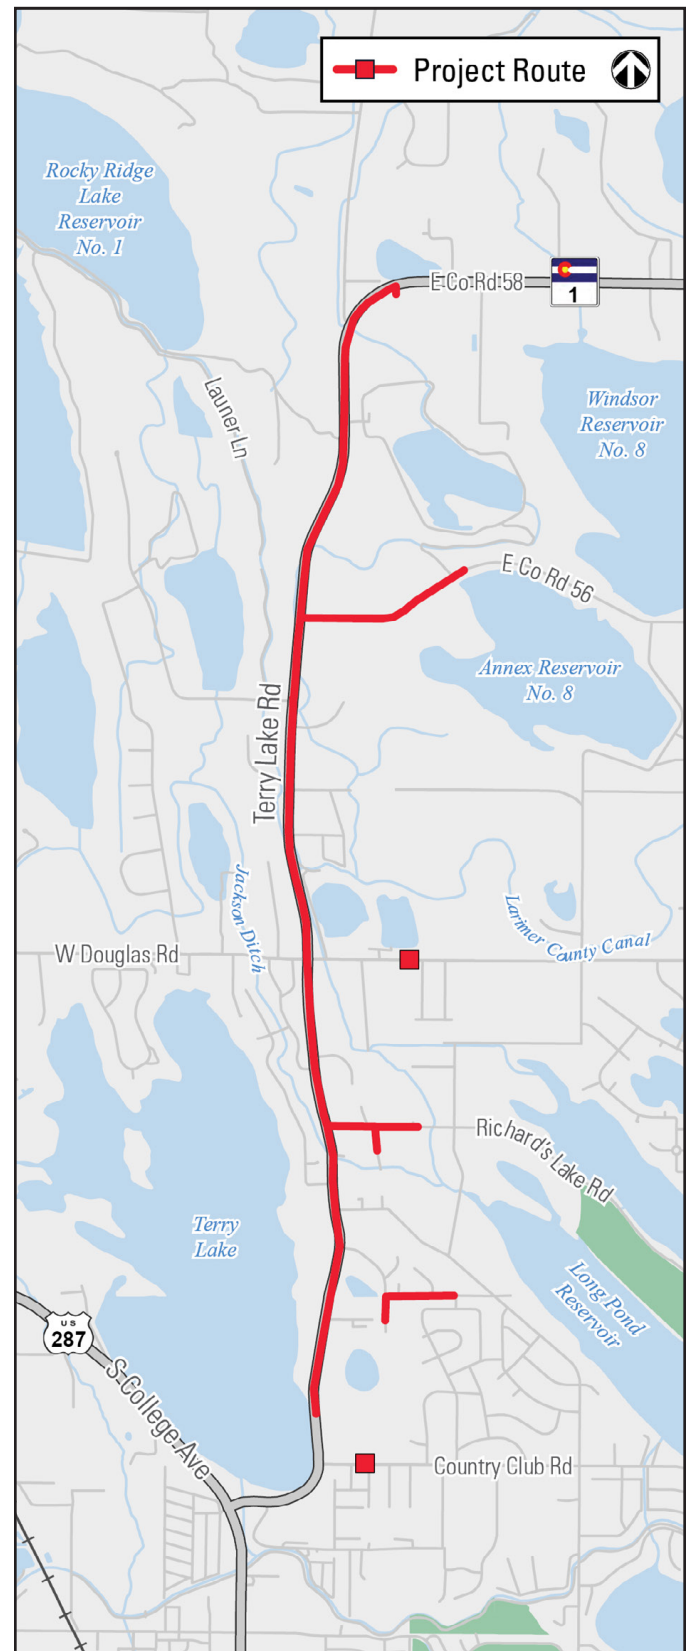 Project Route
Rocky Ridge
Lake
Reservoir
No. 1
E Co Rd 58
1
Launer Ln
Windsor
Reservoir
No. 8
E Co Rd 56
Annex Reservoir
No. 8
Terry Lake Rd
Jackson Ditch
Larimer County Canal
W Douglas Rd
Richard's Lake Rd
Terry
Lake
Long Pond
Reservoir
U S
287
S College Ave
Country Club Rd